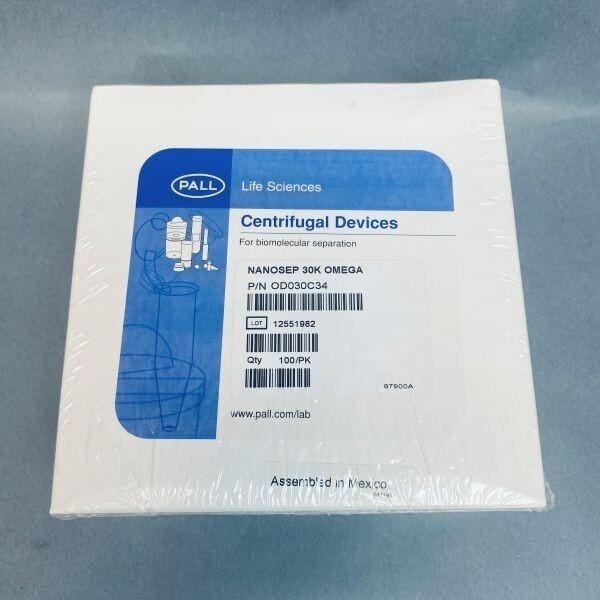 PALL
Life Sciences
Centrifugal Devices
For biomolecular separation
NANOSEP 30K OMEGA
P/N OD030C34
LOT 12551982
Qty 100/PK
87900A
www.pall.com/lab
Assembled in Mexico